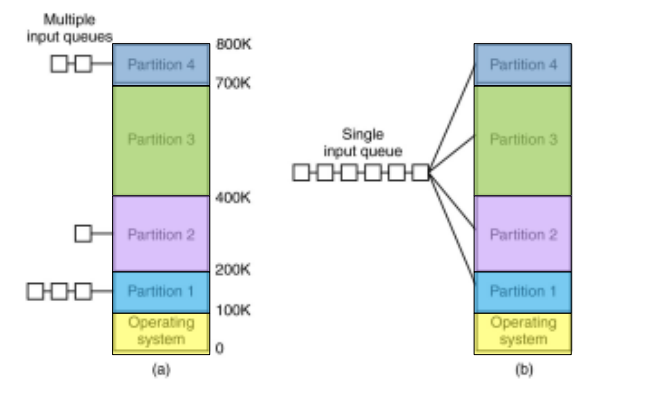 Multiple
input queues
800K
Partition 4
700K
Partition 3
400K
Partition 2
200K
Partition 1
100K
Operating
system
0
(a)
Single
input queue
Partition 4
Partition 3
Partition 2
Partition 1
Operating
system
(b)